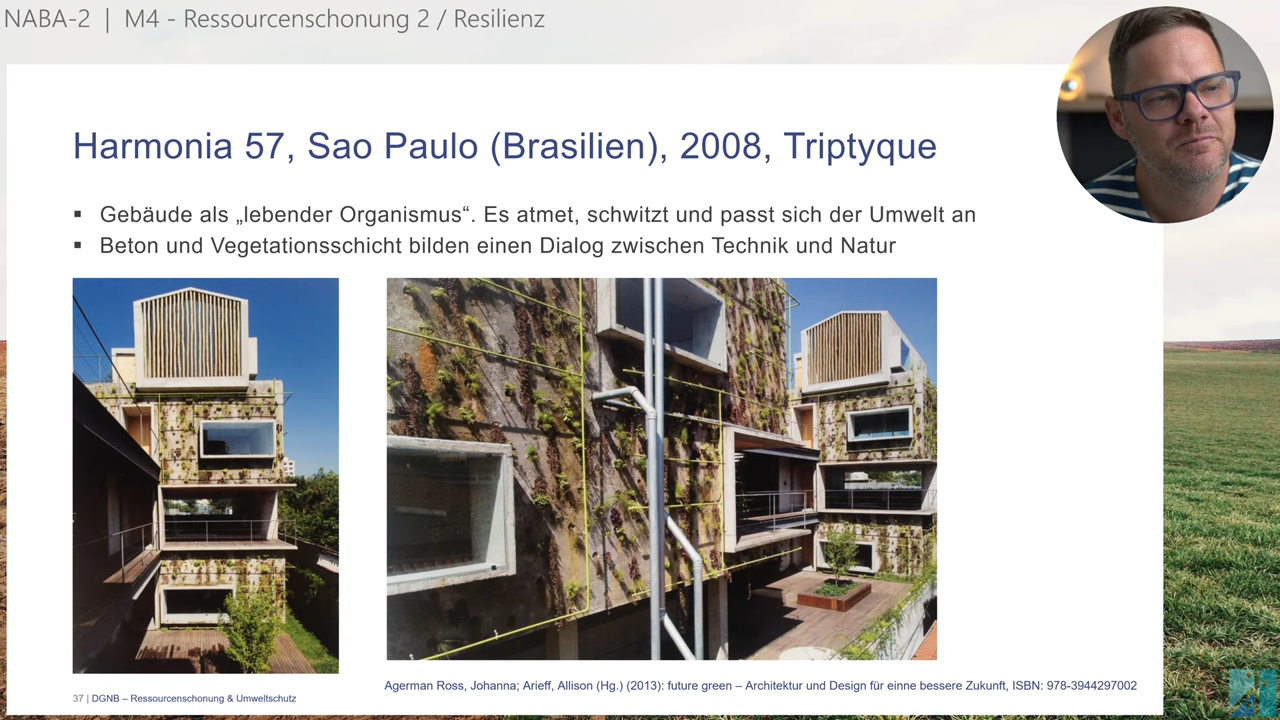 NABA-2 | M4 - Ressourcenschonung 2 / Resilienz
Harmonia 57, Sao Paulo (Brasilien), 2008, Triptyque
▪ Gebäude als „lebender Organismus“. Es atmet, schwitzt und passt sich der Umwelt an
▪ Beton und Vegetationsschicht bilden einen Dialog zwischen Technik und Natur
Agerman Ross, Johanna; Arieff, Allison (Hg.) (2013): future green – Architektur und Design für einne bessere Zukunft, ISBN: 978-3944297002
37 | DGNB – Ressourcenschonung & Umweltschutz